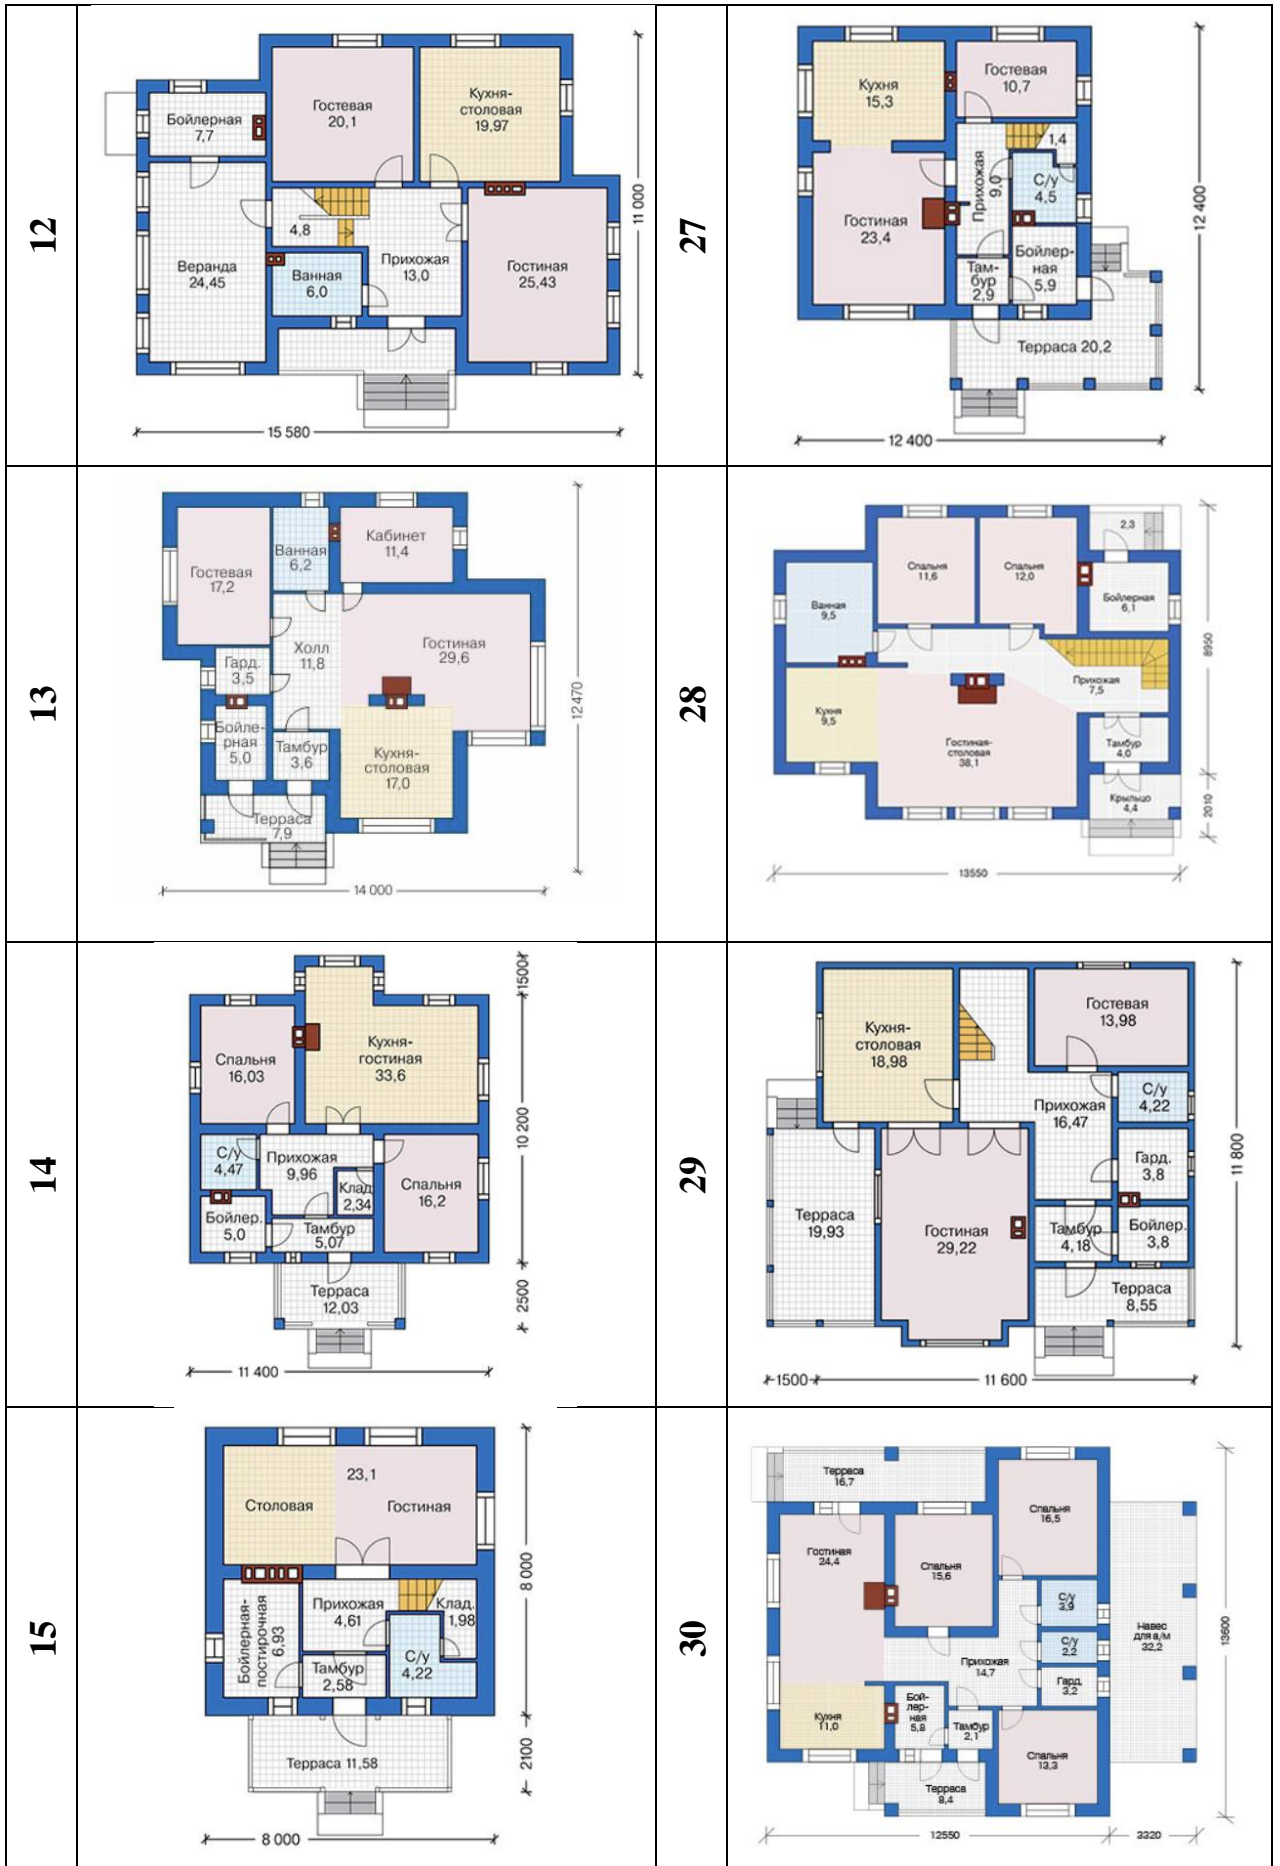 12
Гостевая
20,1
Кухня-
столовая
19,97
Бойлерная
7,7
4,8
Веранда
24,45
Ванная
6,0
Прихожая
13,0
Гостиная
25,43
11 000
15 580
27
Кухня
15,3
Гостевая
10,7
1,4
Прихожая
9,0
С/у
4,5
Гостиная
23,4
Там-
бур
2,9
Бойлер-
ная
5,9
Терраса 20,2
12 400
12 400
13
Гостевая
17,2
Ванная
6,2
Кабинет
11,4
Холл
11,8
Гостиная
29,6
Гард.
3,5
Бойле-
рная
5,0
Тамбур
3,6
Кухня-
столовая
17,0
Терраса
7,9
12 470
14 000
28
2,3
Спальня
11,6
Спальня
12,0
Ванная
9,5
Бойлерная
6,1
Прихожая
7,5
Кухня
9,5
Гостиная-
столовая
38,1
Тамбур
4,0
Крыльцо
4,4
8950
2010
13550
14
Спальня
16,03
Кухня-
гостиная
33,6
С/у
4,47
Прихожая
9,96
Клад.
2,34
Спальня
16,2
Бойлер.
5,0
Тамбур
5,07
Терраса
12,03
1500
10 200
2500
11 400
29
Кухня-
столовая
18,98
Гостевая
13,98
Прихожая
16,47
С/у
4,22
Гард.
3,8
Терраса
19,93
Гостиная
29,22
Тамбур
4,18
Бойлер.
3,8
Терраса
8,55
11 800
1500
11 600
15
23,1
Столовая
Гостиная
Бойлерная-
постирочная
6,93
Прихожая
4,61
Клад.
1,98
Тамбур
2,58
С/у
4,22
Терраса 11,58
8 000
2100
8 000
30
Терраса
16,7
Спальня
16,5
Гостиная
24,4
Спальня
15,6
С/у
3,9
С/у
2,2
Навес
для а/м
32,2
Прихожая
14,7
Гард.
3,2
Кухня
11,0
Бой-
лер-
ная
5,8
Тамбур
2,1
Спальня
13,3
Терраса
8,4
13600
12550
3320